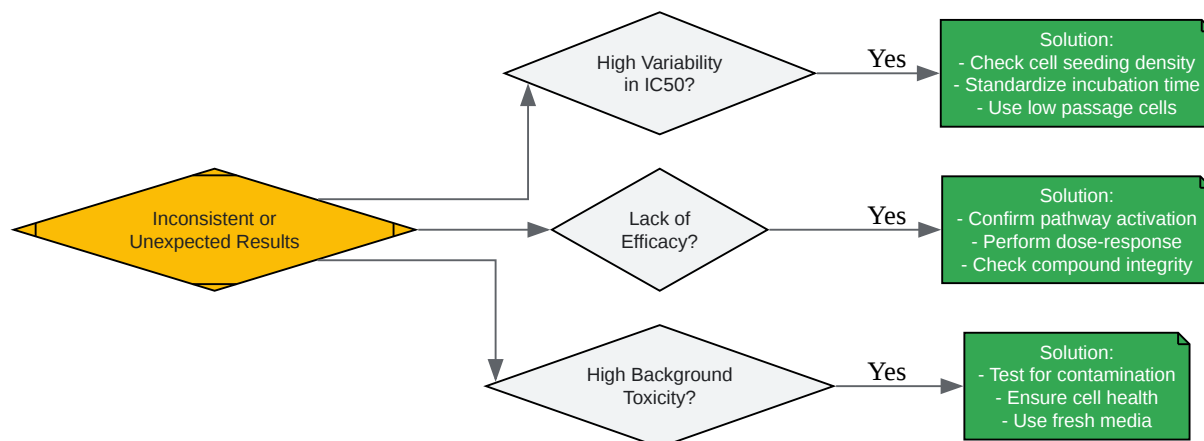 High Variability
in IC50?
Yes
Solution:
- Check cell seeding density
- Standardize incubation time
- Use low passage cells
Inconsistent or
Unexpected Results
Lack of
Efficacy?
Yes
Solution:
- Confirm pathway activation
- Perform dose-response
- Check compound integrity
High Background
Toxicity?
Yes
Solution:
- Test for contamination
- Ensure cell health
- Use fresh media